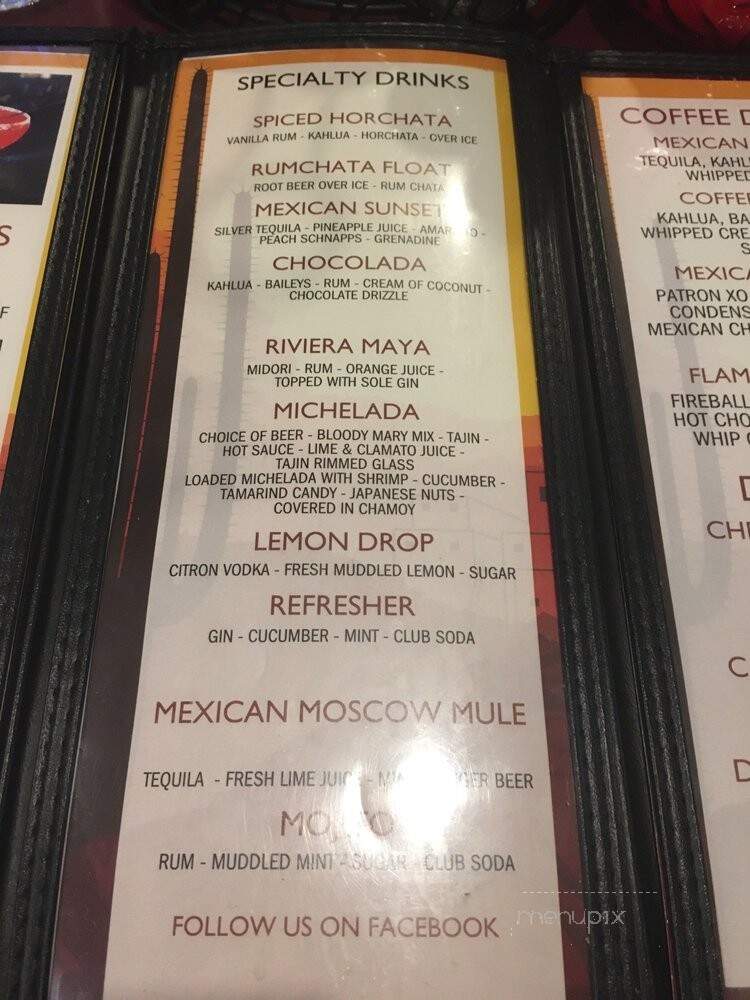 SPECIALTY DRINKS
SPICED HORCHATA
VANILLA RUM - KAHLUA - HORCHATA - OVER ICE
RUMCHATA FLOAT
ROOT BEER OVER ICE - RUM CHATA
MEXICAN SUNSET
SILVER TEQUILA - PINEAPPLE JUICE - -
PEACH SCHNAPPS - GRENADINE
CHOCOLADA
KAHLUA - BAILEYS - RUM - CREAM OF COCONUT -
CHOCOLATE DRIZZLE
RIVIERA MAYA
MIDORI - RUM - ORANGE JUICE -
TOPPED WITH SOLE GIN
MICHELADA
CHOICE OF BEER - BLOODY MARY MIX - TAJIN -
HOT SAUCE - LIME & CLAMATO JUICE -
TAJIN RIMMED GLASS
LOADED MICHELADA WITH SHRIMP - CUCUMBER -
TAMARIND CANDY - JAPANESE NUTS -
COVERED IN CHAMOY
LEMON DROP
CITRON VODKA - FRESH MUDDLED LEMON - SUGAR
REFRESHER
GIN - CUCUMBER - MINT - CLUB SODA
MEXICAN MOSCOW MULE
TEQUILA - FRESH LIME JUICE - BEER
MOJITO
RUM - MUDDLED MINT - SUGAR - CLUB SODA
FOLLOW US ON FACEBOOK
menupix
S
F
COFFEE D
MEXICAN
TEQUILA, KAHL
WHIPPED
COFFE
KAHLUA, BA
WHIPPED CRE
S
MEXICA
PATRON XO
CONDENS
MEXICAN CH
FLAM
FIREBALL
HOT CHO
WHIP
D
CH
C
D